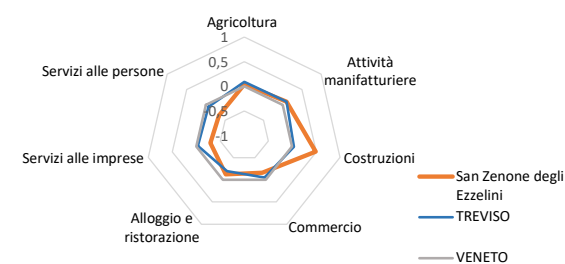 Agricoltura
1
0,5
0
-0,5
-1
Attività
manifatturiere
Costruzioni
Commercio
Alloggio e
ristorazione
Servizi alle imprese
Servizi alle persone
San Zenone degli
Ezzelini
TREVISO
VENETO